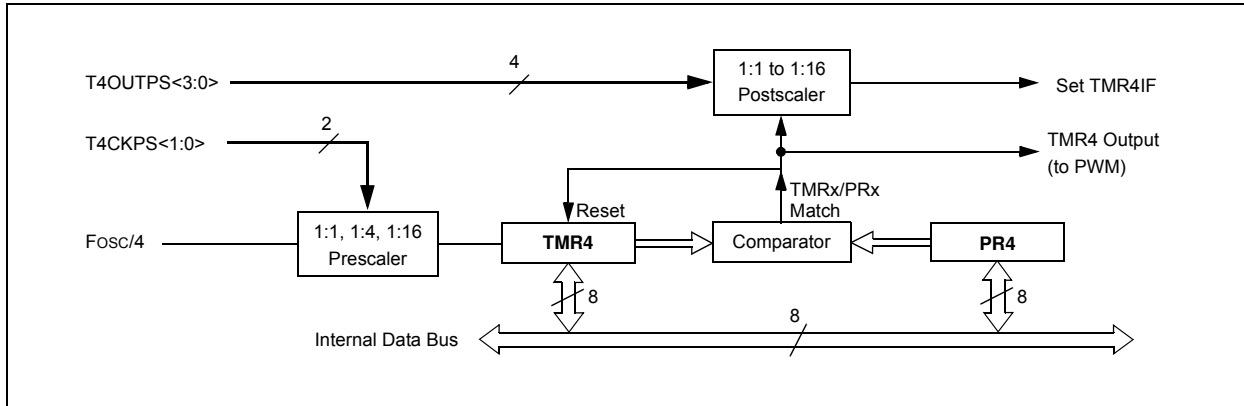 4
T4OUTPS<3:0>
1:1 to 1:16
Postscaler
Set TMR4IF
2
T4CKPS<1:0>
TMR4 Output
(to PWM)
TMRx/PRx
Match
Reset
FOSC/4
1:1, 1:4, 1:16
Prescaler
TMR4
Comparator
PR4
8
8
8
Internal Data Bus